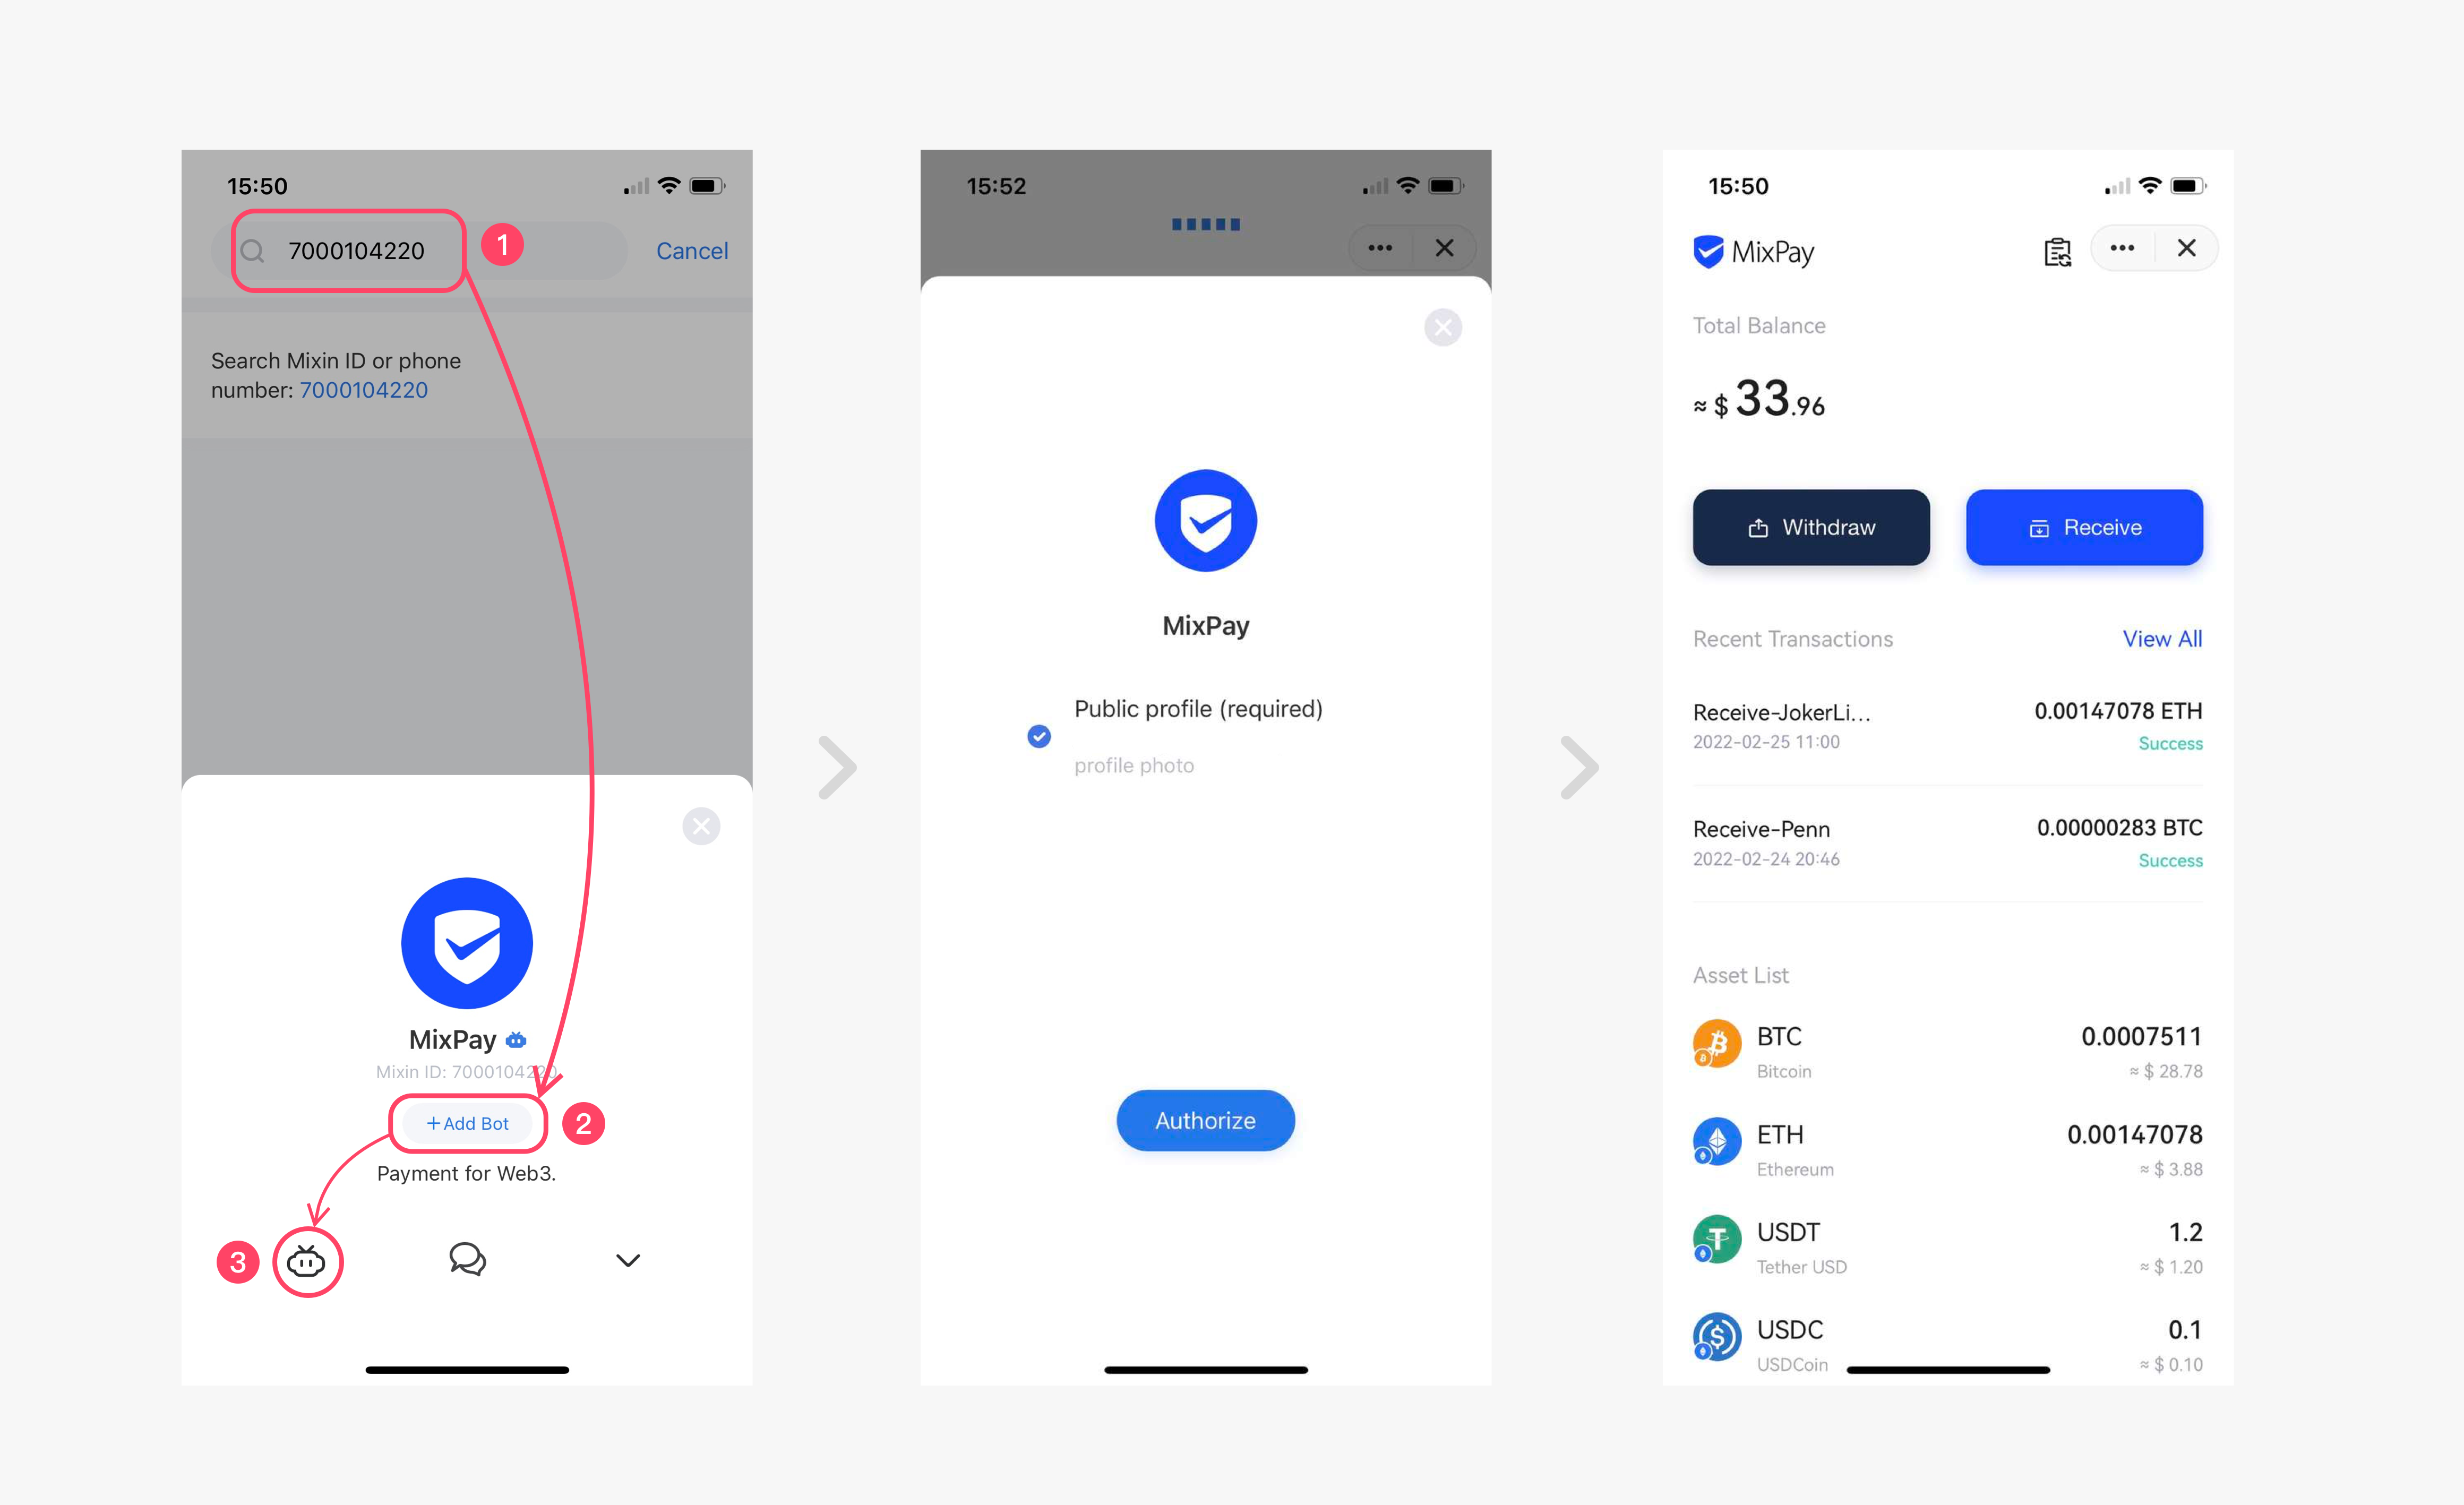 15:50
7000104220
1
Cancel
Search Mixin ID or phone
number: 7000104220
MixPay
Mixin ID: 7000104220
+Add Bot
2
Payment for Web3.
3
15:52
MixPay
Public profile (required)
profile photo
Authorize
15:50
MixPay
Total Balance
≈ $ 33.96
Withdraw
Receive
Recent Transactions
View All
Receive-JokerLi...
0.00147078 ETH
2022-02-25 11:00
Success
Receive-Penn
0.00000283 BTC
2022-02-24 20:46
Success
Asset List
BTC
0.0007511
Bitcoin
≈ $ 28.78
ETH
0.00147078
Ethereum
≈ $ 3.88
USDT
1.2
Tether USD
≈ $ 1.20
USDC
0.1
USDCoin
≈ $ 0.10